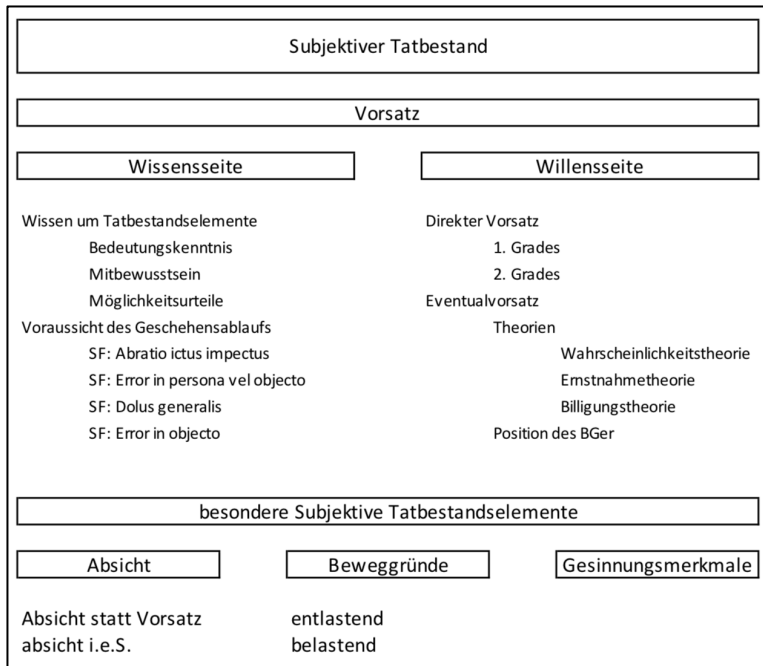 Subjektiver Tatbestand
Vorsatz
Wissensseite
Wissen um Tatbestandselemente
Bedeutungskenntnis
Mitbewusstsein
Möglichkeitsurteile
Voraussicht des Geschehensablaufs
SF: Abratio ictus impectus
SF: Error in persona vel objecto
SF: Dolus generalis
SF: Error in objecto
Willensseite
Direkter Vorsatz
1. Grades
2. Grades
Eventualvorsatz
Theorien
Wahrscheinlichkeitstheorie
Ernstnahmetheorie
Billigungstheorie
Position des BGer
besondere Subjektive Tatbestandselemente
Absicht
Absicht statt Vorsatz
absicht i.e.S.
Beweggründe
entlastend
belastend
Gesinnungsmerkmale